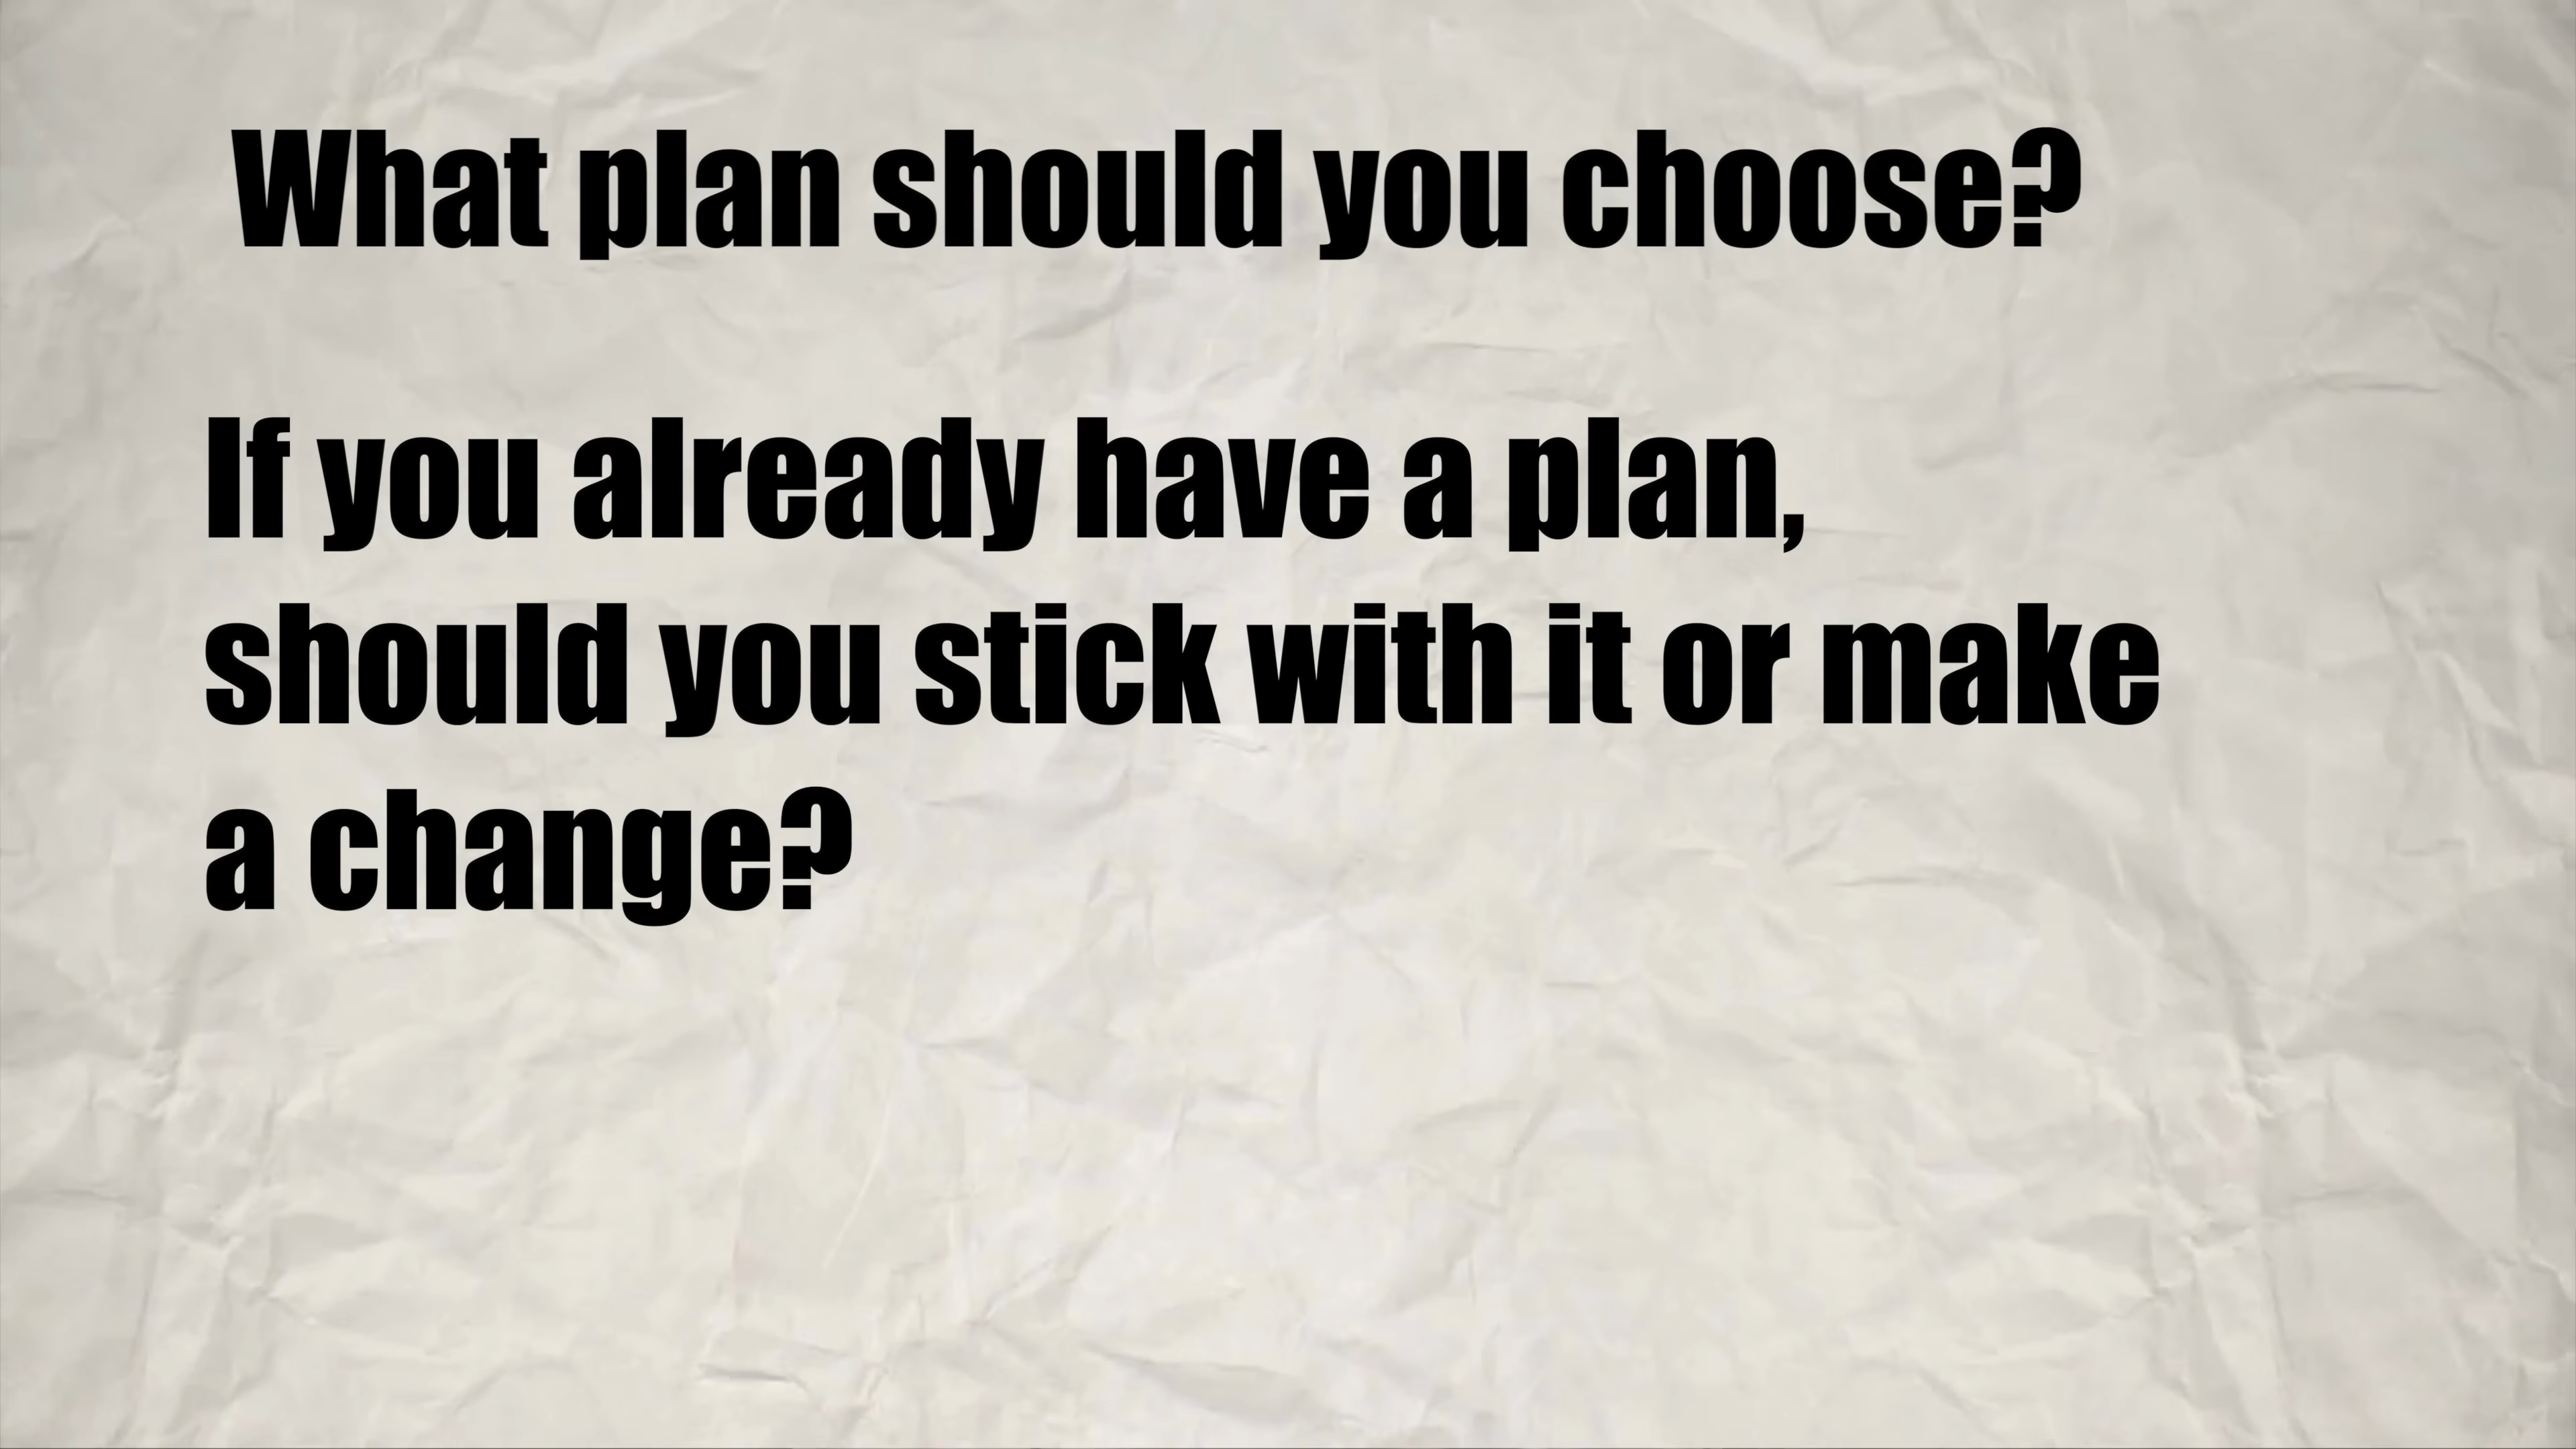 What plan should you choose?
If you already have a plan,
should you stick with it or make
a change?